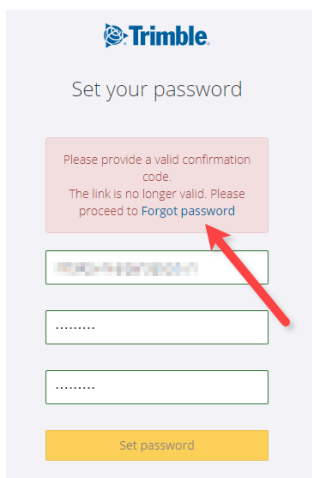 Trimble.
Set your password
Please provide a valid confirmation
code.
The link is no longer valid. Please
proceed to Forgot password
.........
.........
Set password